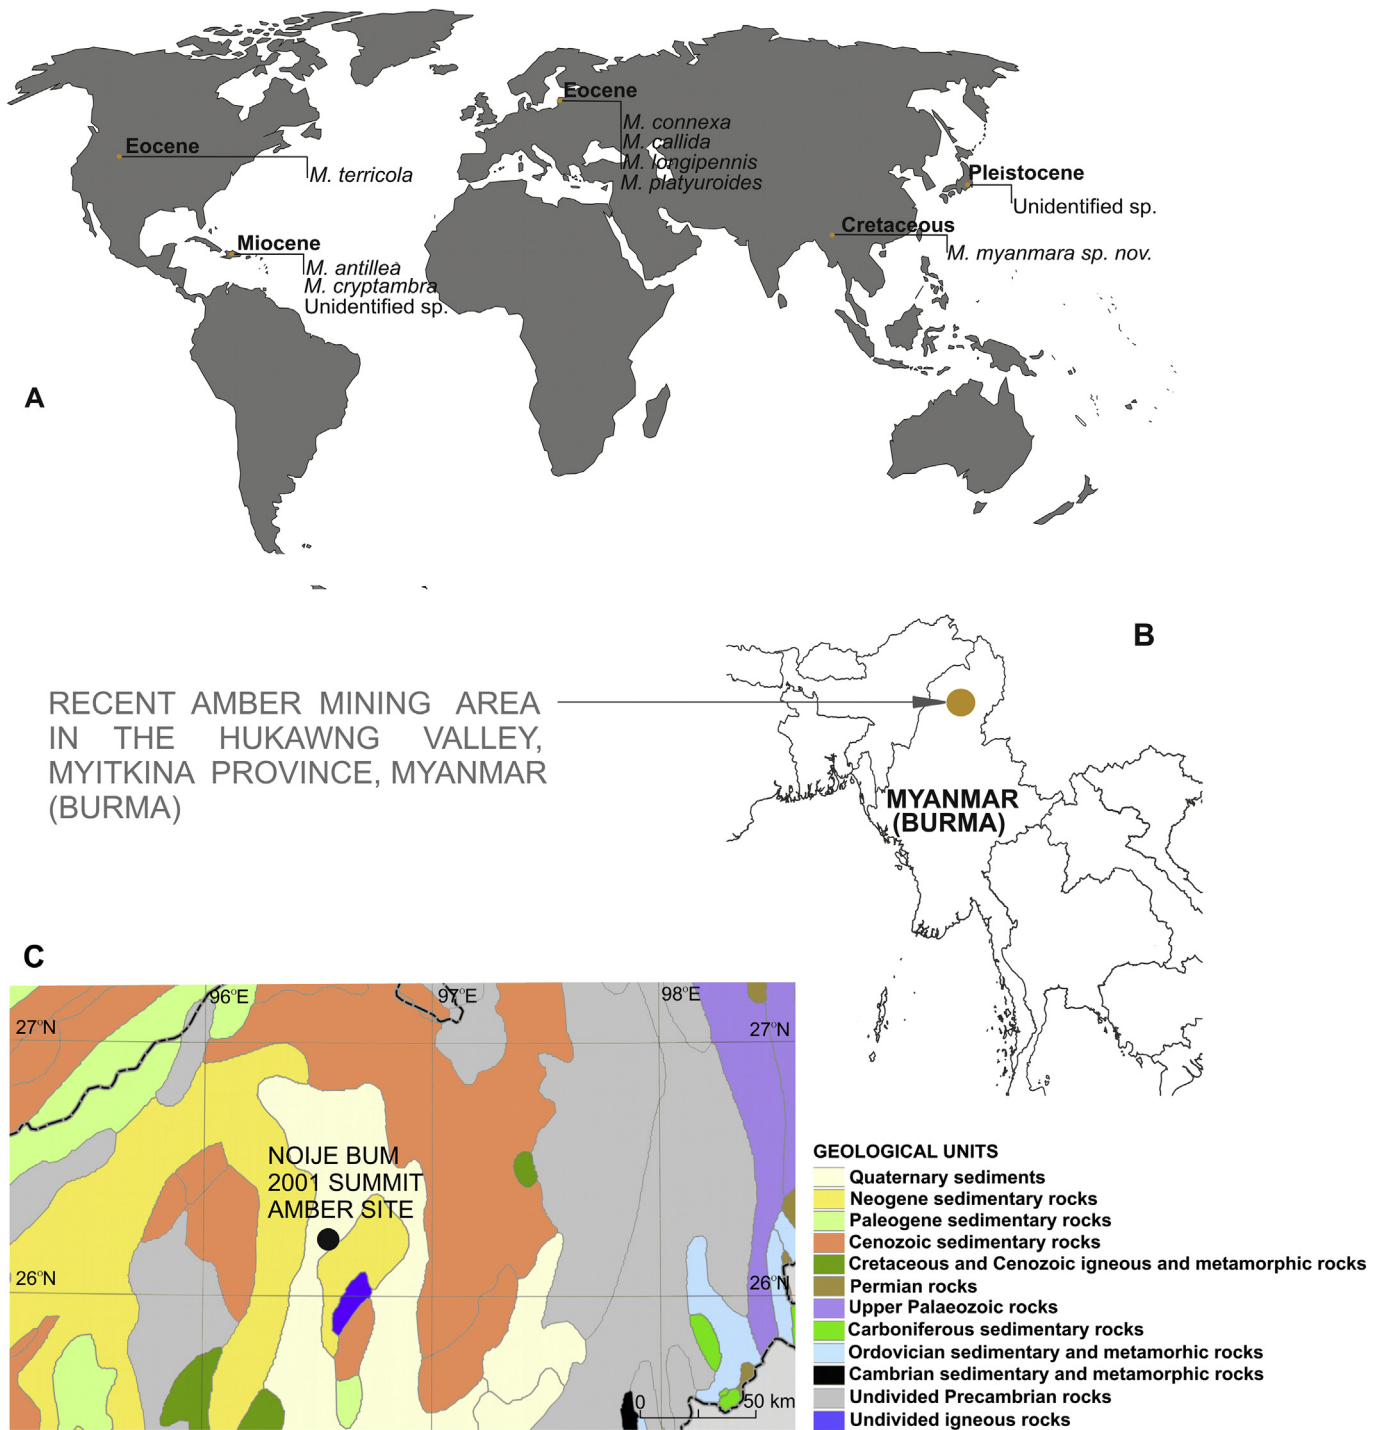 Eocene
M. connexa
M. callida
M. longipennis
M. platyuroides
Eocene
M. terricola
Pleistocene
Unidentified sp.
Cretaceous
M. myanmara sp. nov.
Miocene
M. antillea
M. cryptambra
Unidentified sp.
A
B
RECENT AMBER MINING AREA
IN THE HUKAWNG VALLEY,
MYITKINA PROVINCE, MYANMAR
(BURMA)
MYANMAR
(BURMA)
C
96°E
97°E
98°E
27°N
27°N
NOIJE BUM
2001 SUMMIT
AMBER SITE
26°N
26°N
0
50 km
GEOLOGICAL UNITS
Quaternary sediments
Neogene sedimentary rocks
Paleogene sedimentary rocks
Cenozoic sedimentary rocks
Cretaceous and Cenozoic igneous and metamorphic rocks
Permian rocks
Upper Palaeozoic rocks
Carboniferous sedimentary rocks
Ordovician sedimentary and metamorhic rocks
Cambrian sedimentary and metamorphic rocks
Undivided Precambrian rocks
Undivided igneous rocks